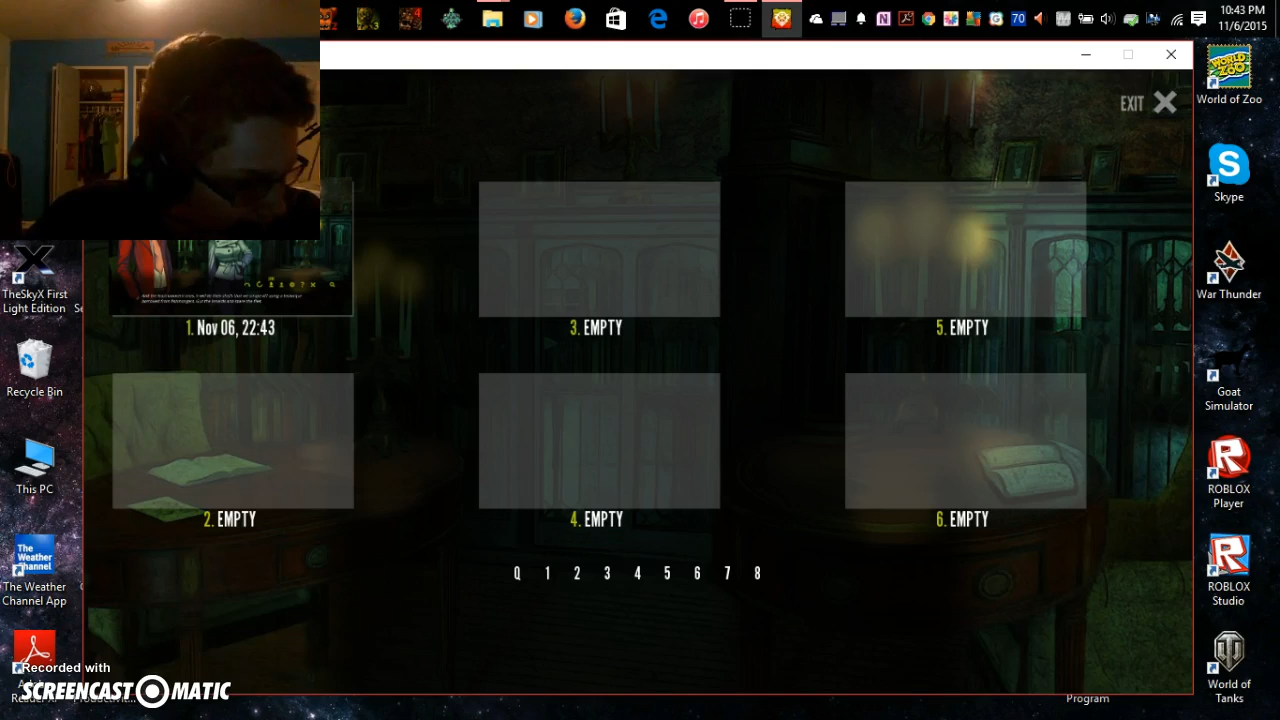 10:43 PM
11/6/2015
70
EXIT
WORLD OF ZOO
World of Zoo
Skype
TheSkyX First
Light Edition
1. Nov 06, 22:43
3. EMPTY
5. EMPTY
War Thunder
Recycle Bin
Goat
Simulator
This PC
2. EMPTY
4. EMPTY
6. EMPTY
ROBLOX
Player
The
Weather
Channel
The Weather
Channel App
Q 1 2 3 4 5 6 7 8
ROBLOX
Studio
Recorded with
SCREENCAST MATIC
Program
World of
Tanks